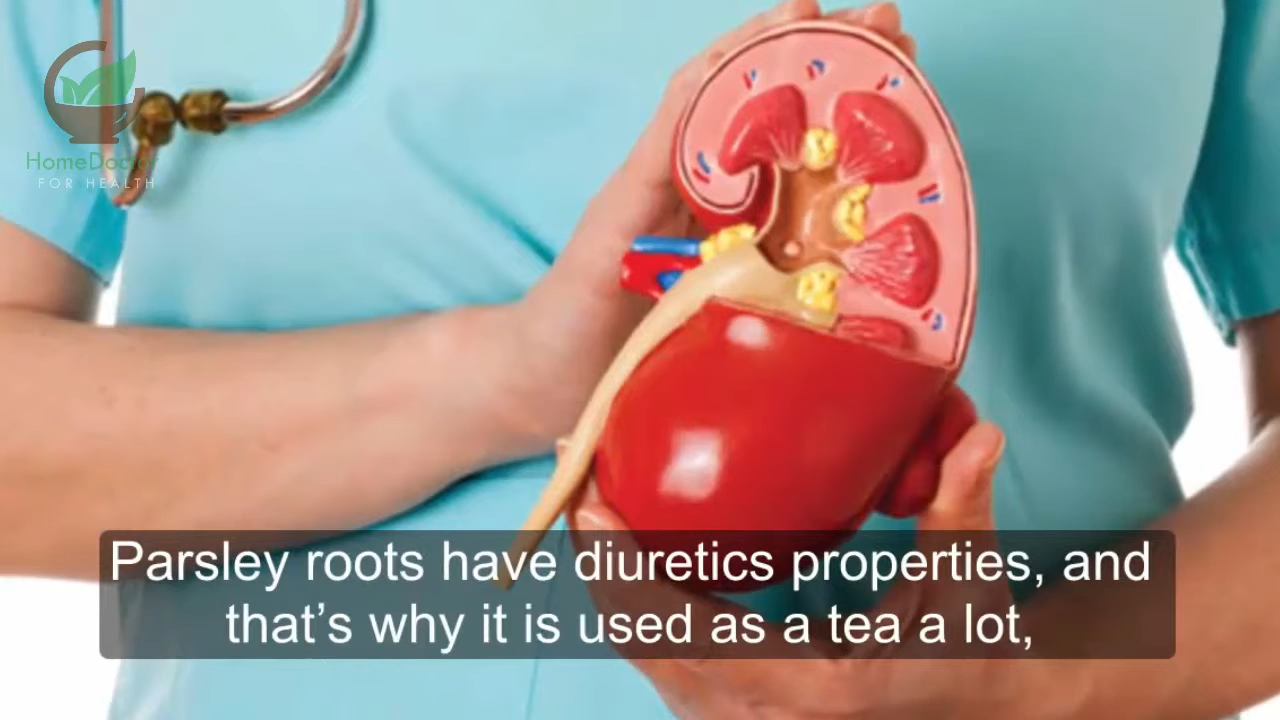 HomeDoctor
FOR HEALTH
Parsley roots have diuretics properties, and
that's why it is used as a tea a lot,